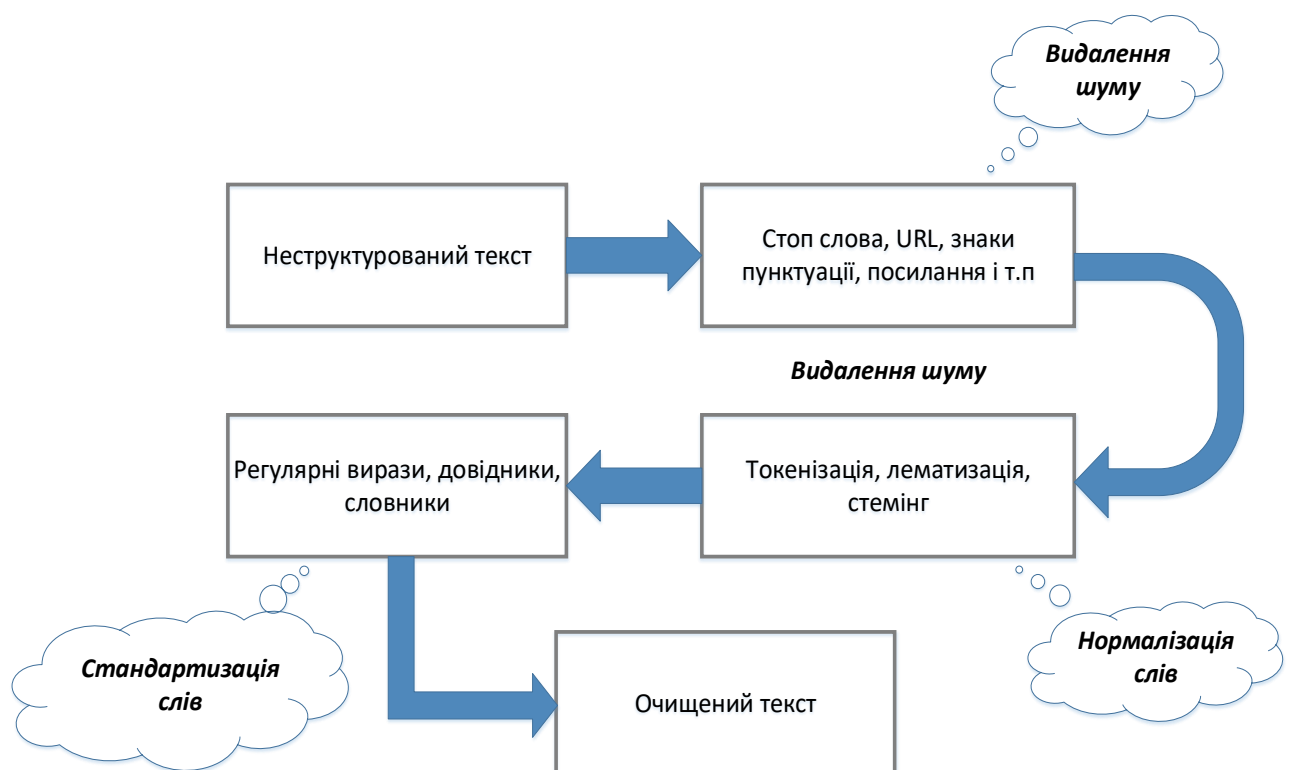 Видалення
шуму
Неструктурований текст
Стоп слова, URL, знаки
пунктуації, посилання і т.п
Видалення шуму
Регулярні вирази, довідники,
словники
Токенізація, лематизація,
стемінг
Стандартизація
слів
Нормалізація
слів
Очищений текст